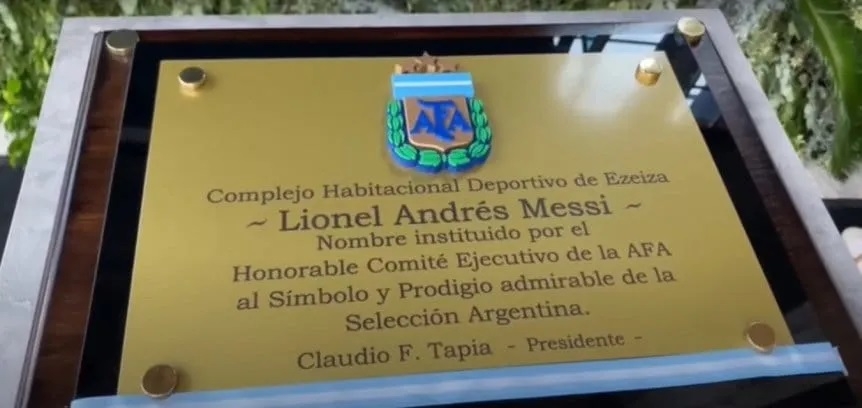 AFA
Complejo Habitacional Deportivo de Ezeiza
~ Lionel Andrés Messi ~
Nombre instituido por el
Honorable Comité Ejecutivo de la AFA
al Símbolo y Prodigio admirable de la
Selección Argentina.
Claudio F. Tapia - Presidente -